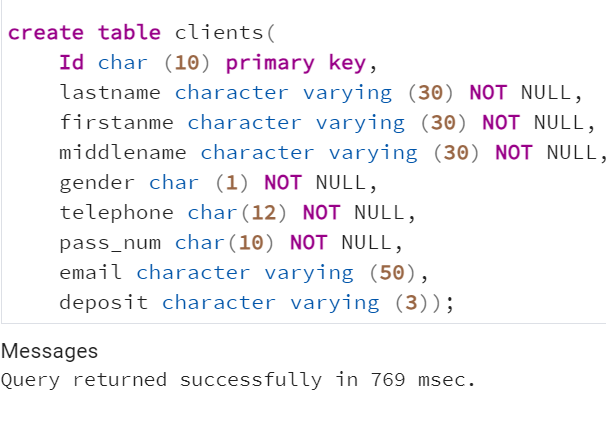 create table clients(
Id char (10) primary key,
lastname character varying (30) NOT NULL,
firstanme character varying (30) NOT NULL,
middlename character varying (30) NOT NULL,
gender char (1) NOT NULL,
telephone char(12) NOT NULL,
pass_num char(10) NOT NULL,
email character varying (50),
deposit character varying (3));
Messages
Query returned successfully in 769 msec.